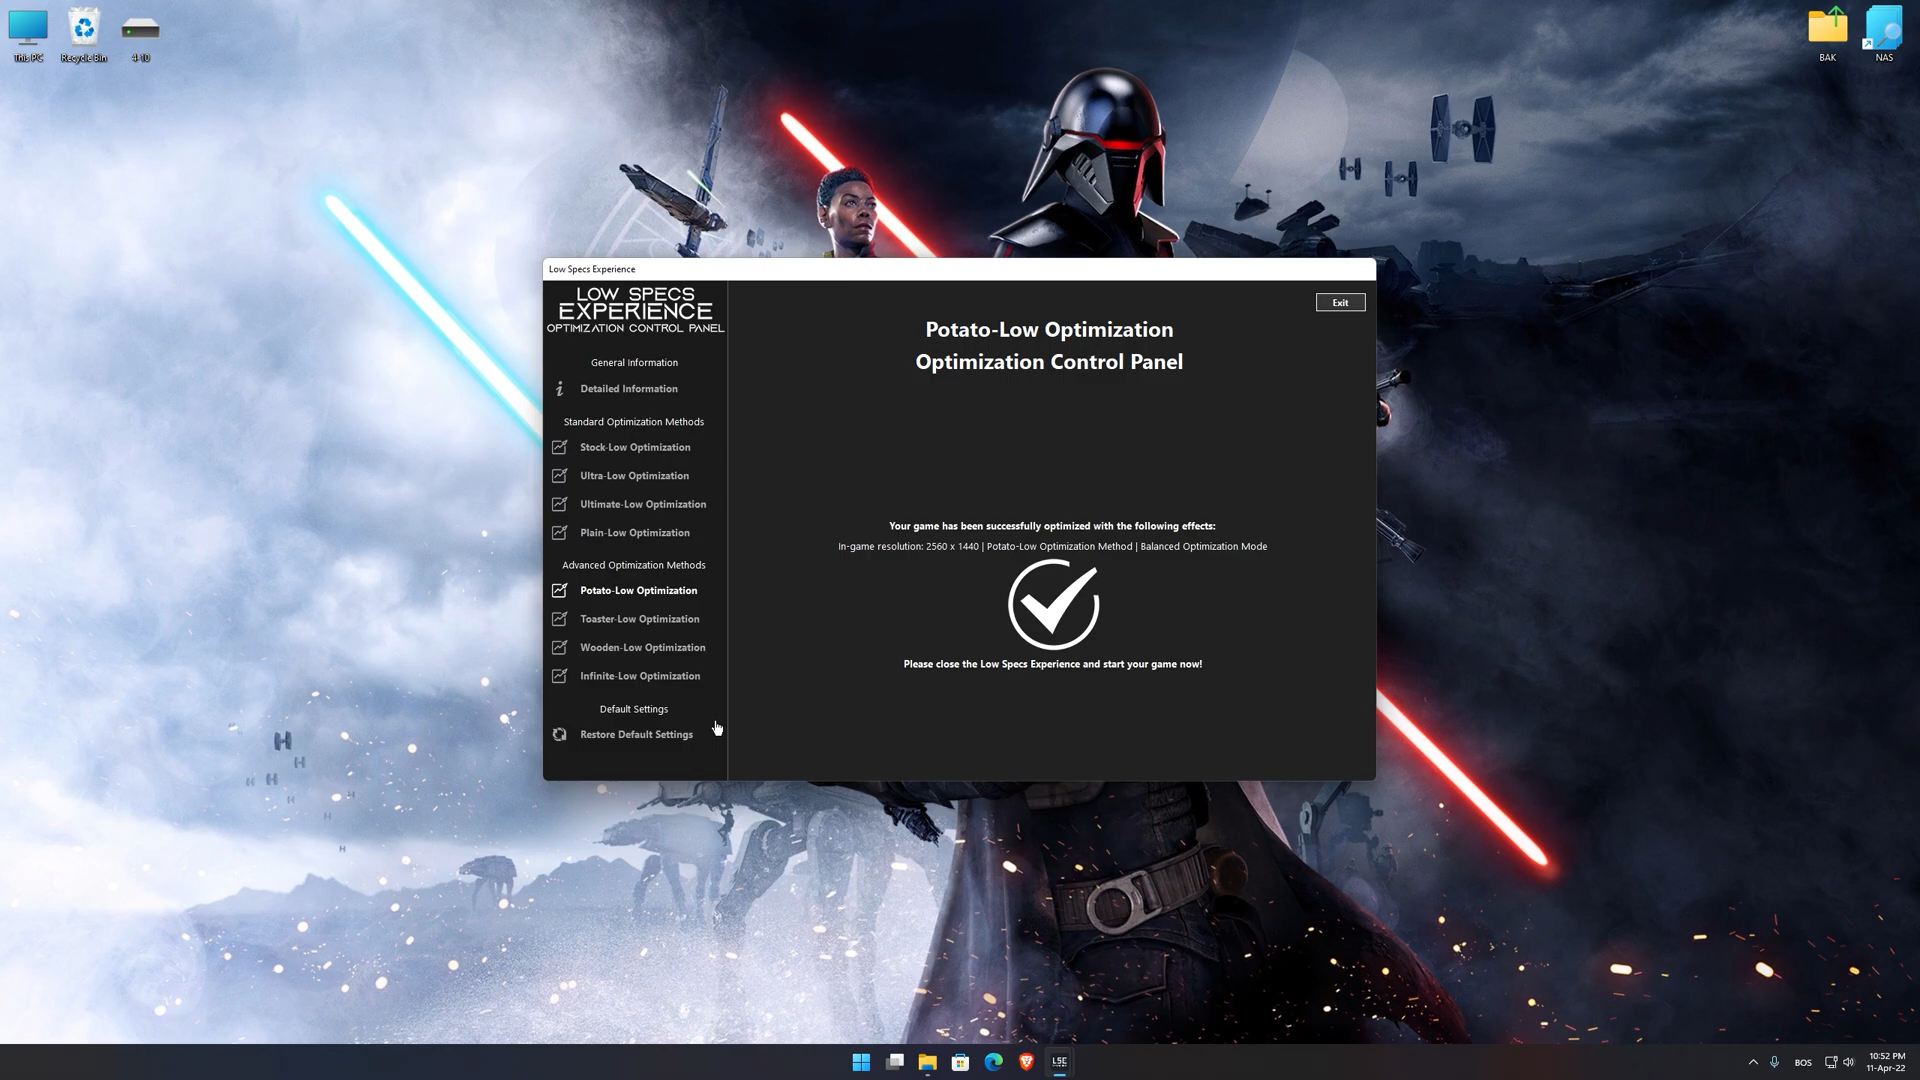 This PC
Recycle Bin
4-10
BAK
NAS
Low Specs Experience
LOW SPECS
EXPERIENCE
OPTIMIZATION CONTROL PANEL
General Information
Detailed Information
Standard Optimization Methods
Stock-Low Optimization
Ultra-Low Optimization
Ultimate-Low Optimization
Plain-Low Optimization
Advanced Optimization Methods
Potato-Low Optimization
Toaster-Low Optimization
Wooden-Low Optimization
Infinite-Low Optimization
Default Settings
Restore Default Settings
Exit
Potato-Low Optimization
Optimization Control Panel
Your game has been successfully optimized with the following effects:
In-game resolution: 2560 x 1440 | Potato-Low Optimization Method | Balanced Optimization Mode
Please close the Low Specs Experience and start your game now!
LSE
BOS
10:52 PM
11-Apr-22